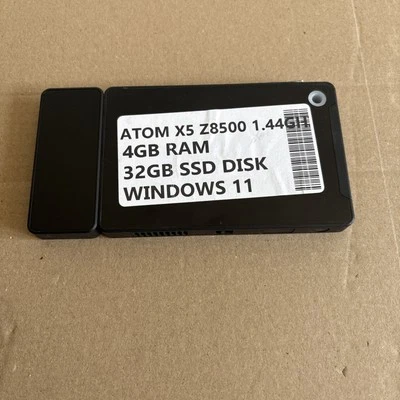 ATOM X5 Z8500 1.44GH
4GB RAM
32GB SSD DISK
WINDOWS 11